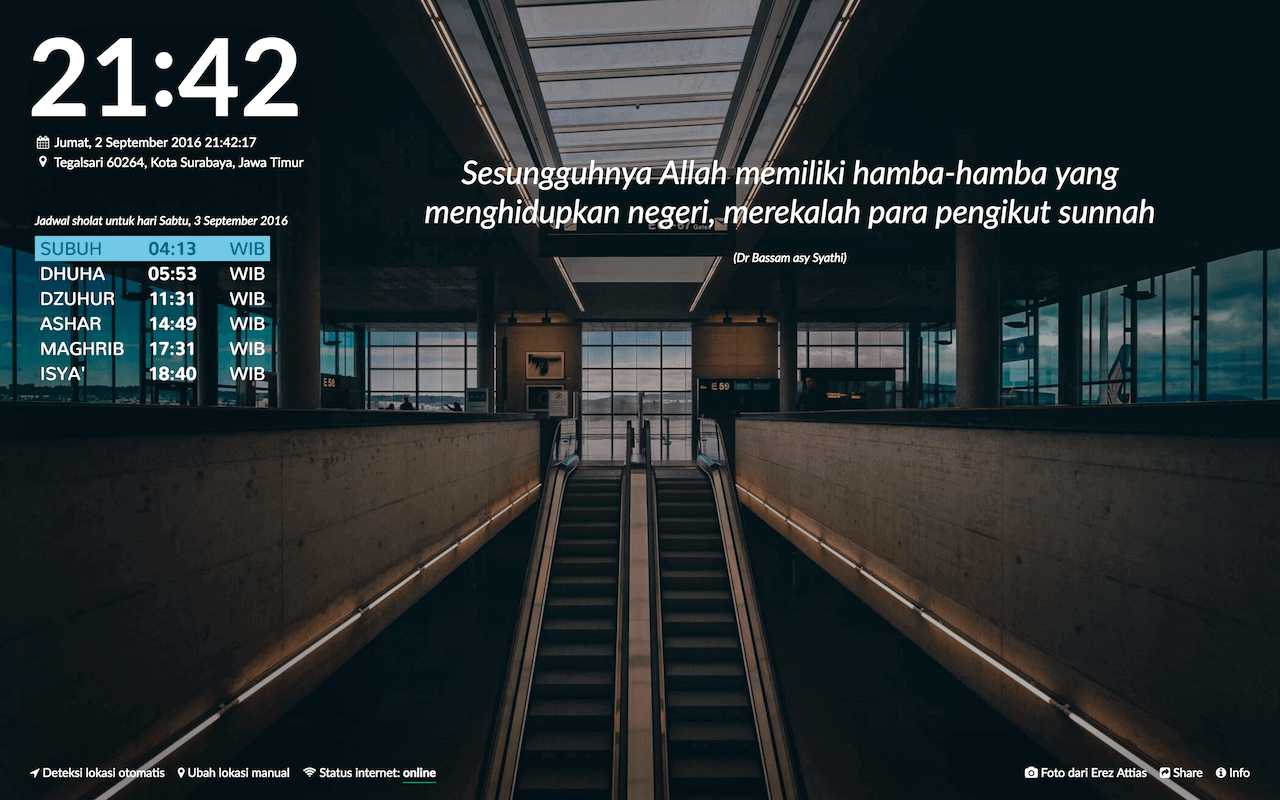 21:42
Jumat, 2 September 2016 21:42:17
Tegalsari 60264, Kota Surabaya, Jawa Timur
Sesungguhnya Allah memiliki hamba-hamba yang
menghidupkan negeri, merekalah para pengikut sunnah
(Dr Bassam asy Syathi)
Jadwal sholat untuk hari Sabtu, 3 September 2016
SUBUH 04:13 WIB
DHUHA 05:53 WIB
DZUHUR 11:31 WIB
ASHAR 14:49 WIB
MAGHRIB 17:31 WIB
ISYA' 18:40 WIB
E 58
E 59
Deteksi lokasi otomatis Ubah lokasi manual Status internet: online
Foto dari Erez Attias Share Info